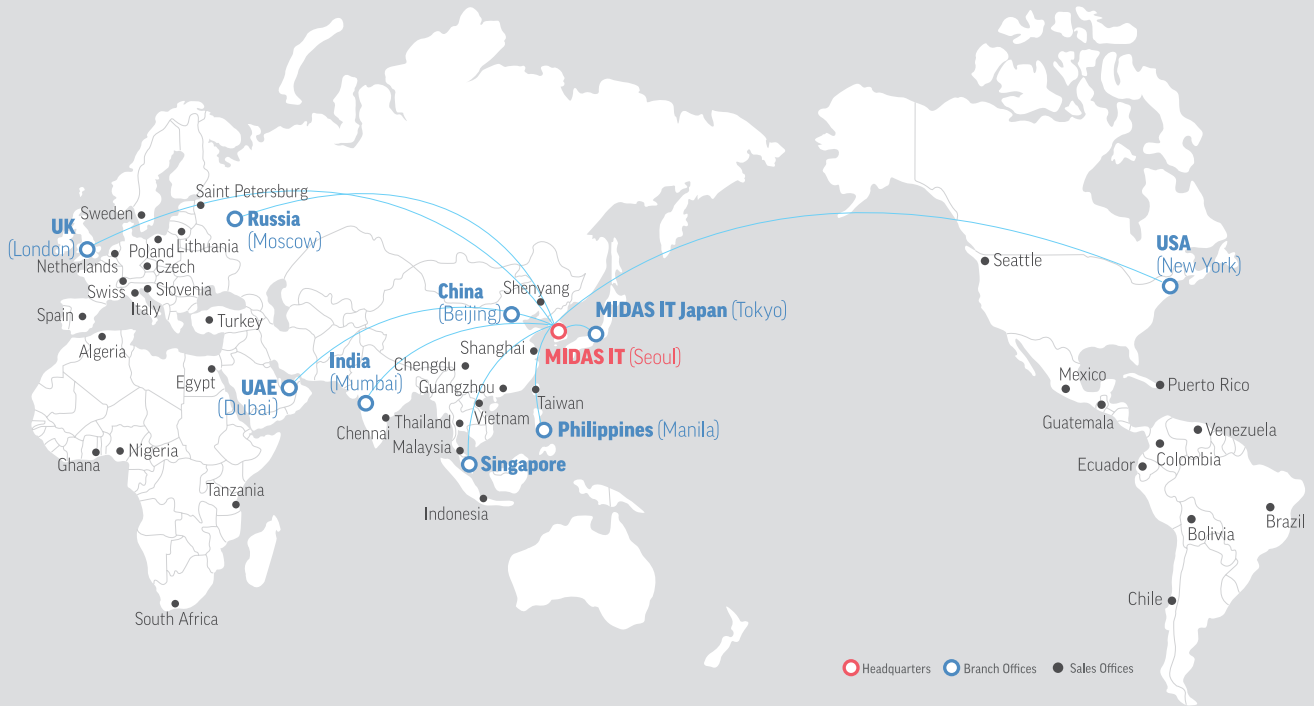 Saint Petersburg
Sweden
UK
(London)
Russia
(Moscow)
Poland
Lithuania
Netherlands
Czech
Swiss
Slovenia
Italy
Spain
Turkey
Algeria
Egypt
UAE
(Dubai)
India
(Mumbai)
Chennai
China
(Beijing)
Shenyang
MIDAS IT Japan (Tokyo)
MIDAS IT (Seoul)
Shanghai
Chengdu
Guangzhou
Taiwan
Vietnam
Thailand
Malaysia
Philippines (Manila)
Singapore
Indonesia
Ghana
Nigeria
Tanzania
South Africa
USA
(New York)
Seattle
Mexico
Puerto Rico
Guatemala
Venezuela
Colombia
Ecuador
Brazil
Bolivia
Chile
Headquarters
Branch Offices
Sales Offices